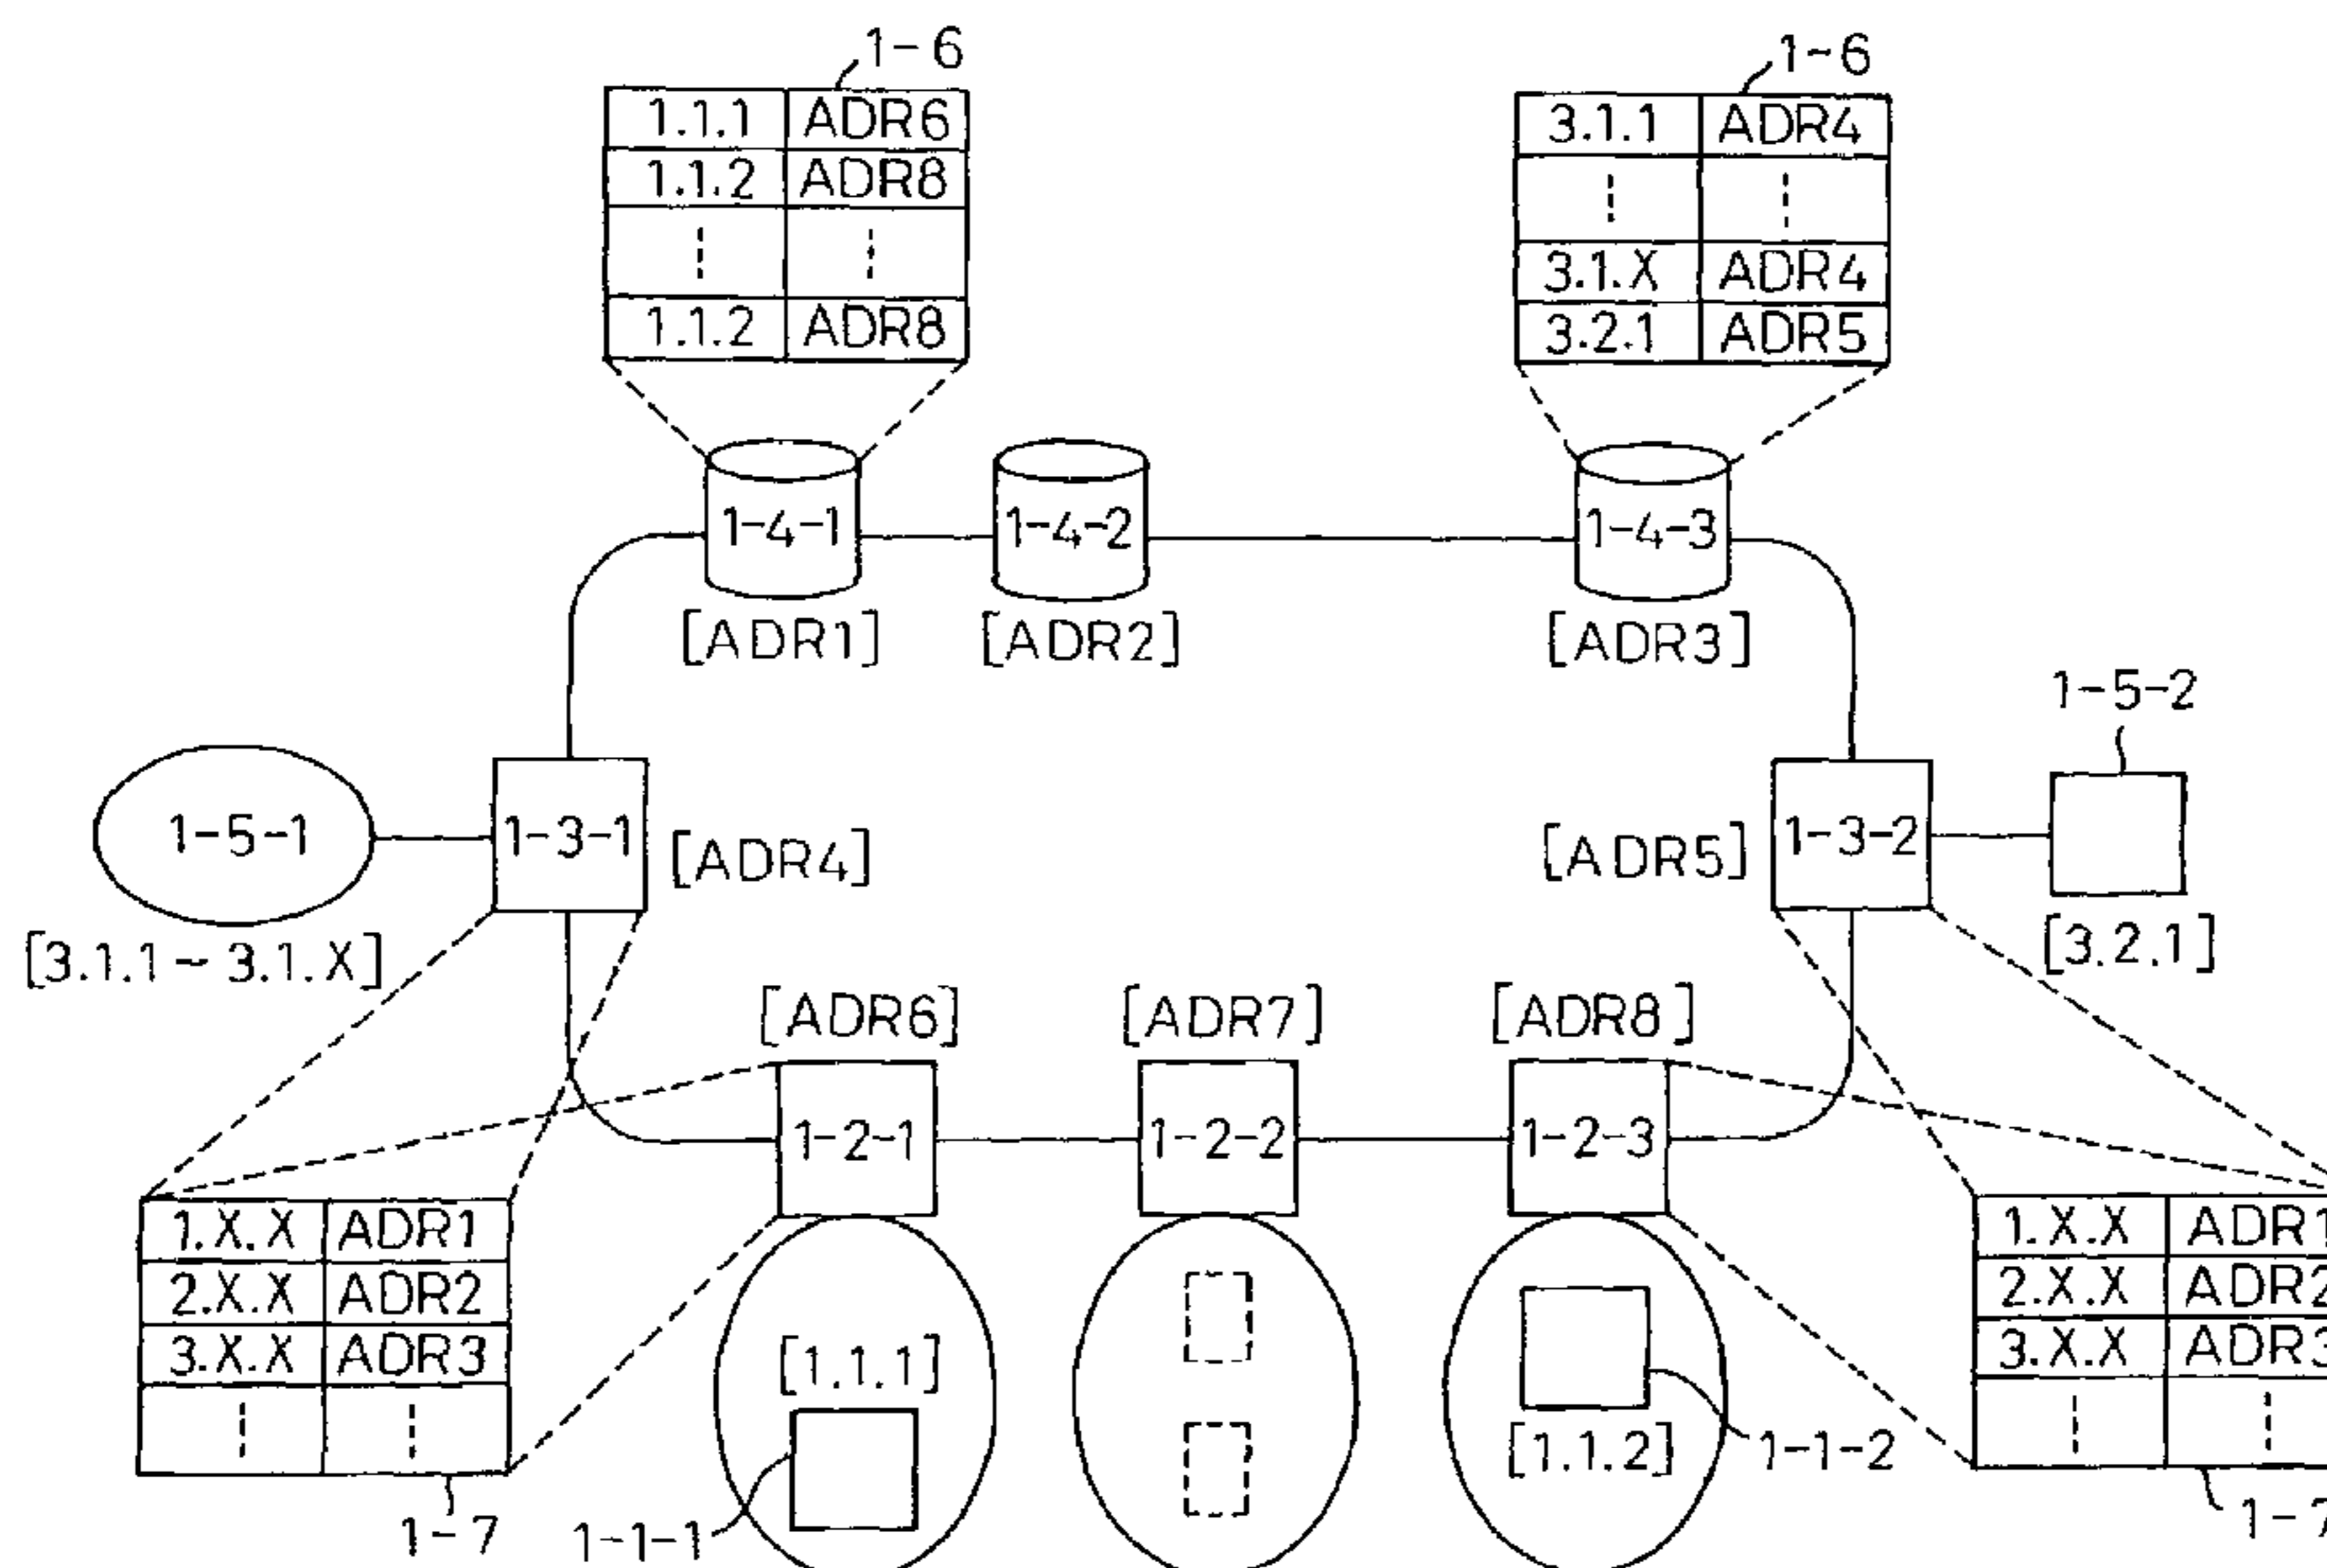 1-6
1-6
1.1.1 ADR6
1.1.2 ADR8
1.1.2 ADR8
3.1.1 ADR4
3.1.X ADR4
3.2.1 ADR5
1-4-1
1-4-2
1-4-3
[ADR1]
[ADR2]
[ADR3]
1-5-2
1-5-1
1-3-1
[ADR4]
[ADR5]
1-3-2
[3.1.1 - 3.1.X]
[3.2.1]
[ADR6]
[ADR7]
[ADR8]
1-2-1
1-2-2
1-2-3
1.X.X ADR1
2.X.X ADR2
3.X.X ADR3
1.X.X ADR1
2.X.X ADR2
3.X.X ADR3
[1.1.1]
[1.1.2]
1-1-2
1-7
1-1-1
1-7